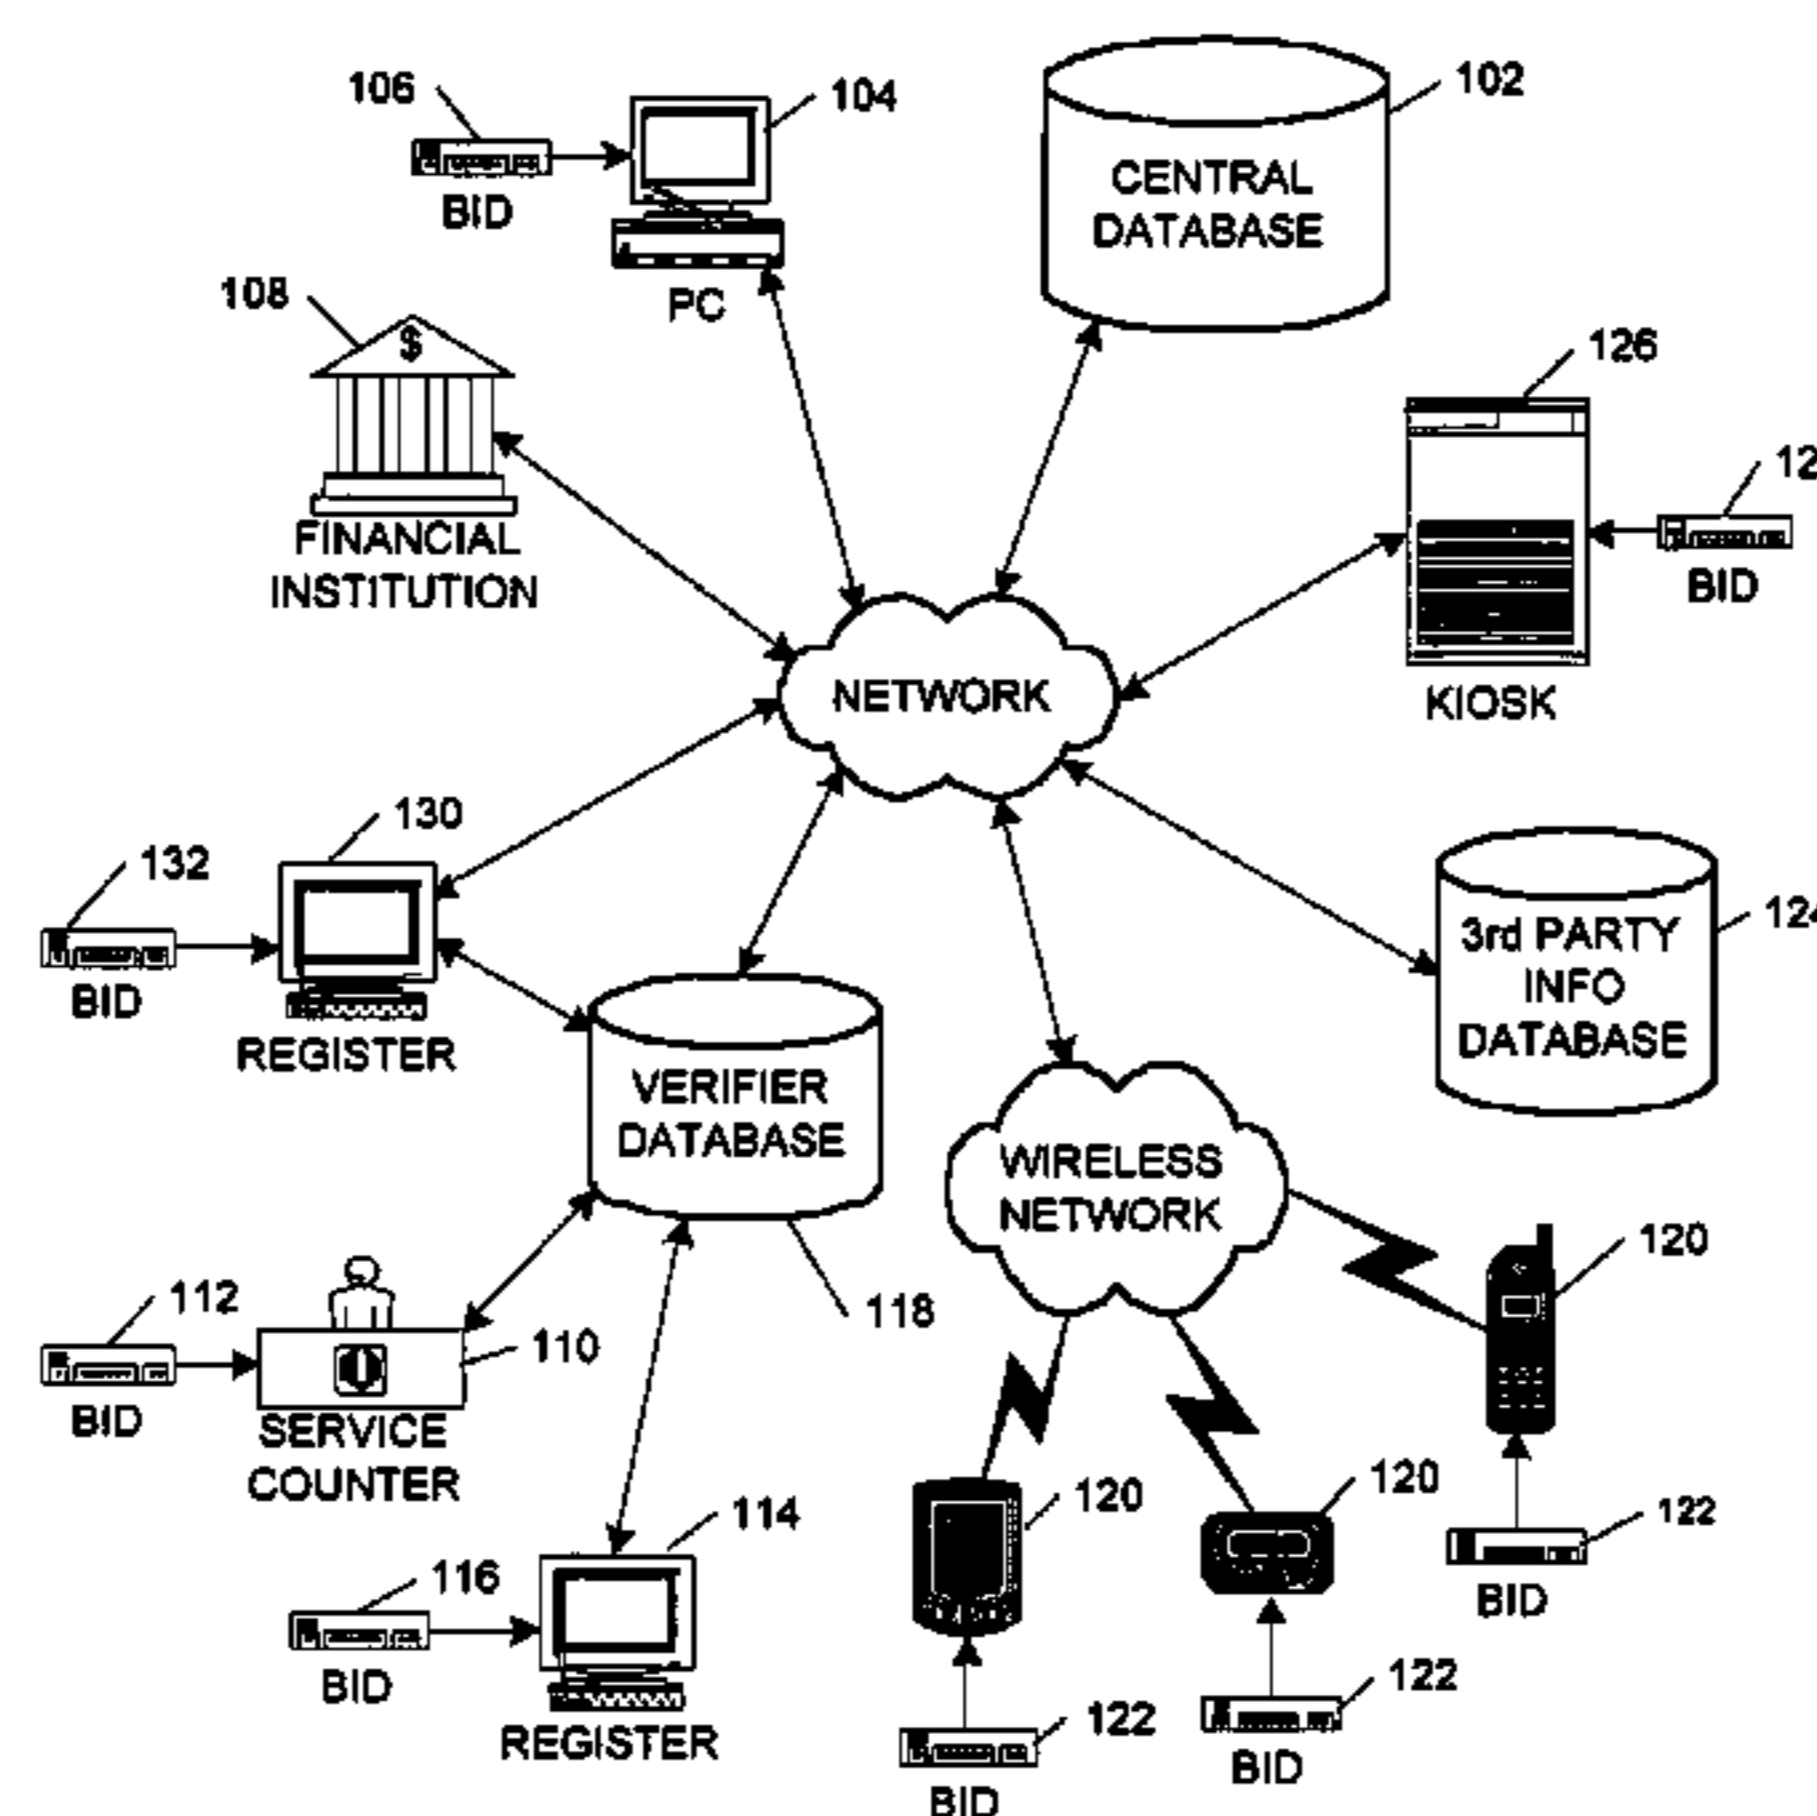 106
104
102
BID
PC
CENTRAL
DATABASE
108
$
FINANCIAL
INSTITUTION
126
12
BID
KIOSK
NETWORK
130
132
BID
REGISTER
3rd PARTY
INFO
DATABASE
124
VERIFIER
DATABASE
118
WIRELESS
NETWORK
112
110
BID
SERVICE
COUNTER
120
120
120
114
116
BID
REGISTER
122
BID
122
BID
122
BID